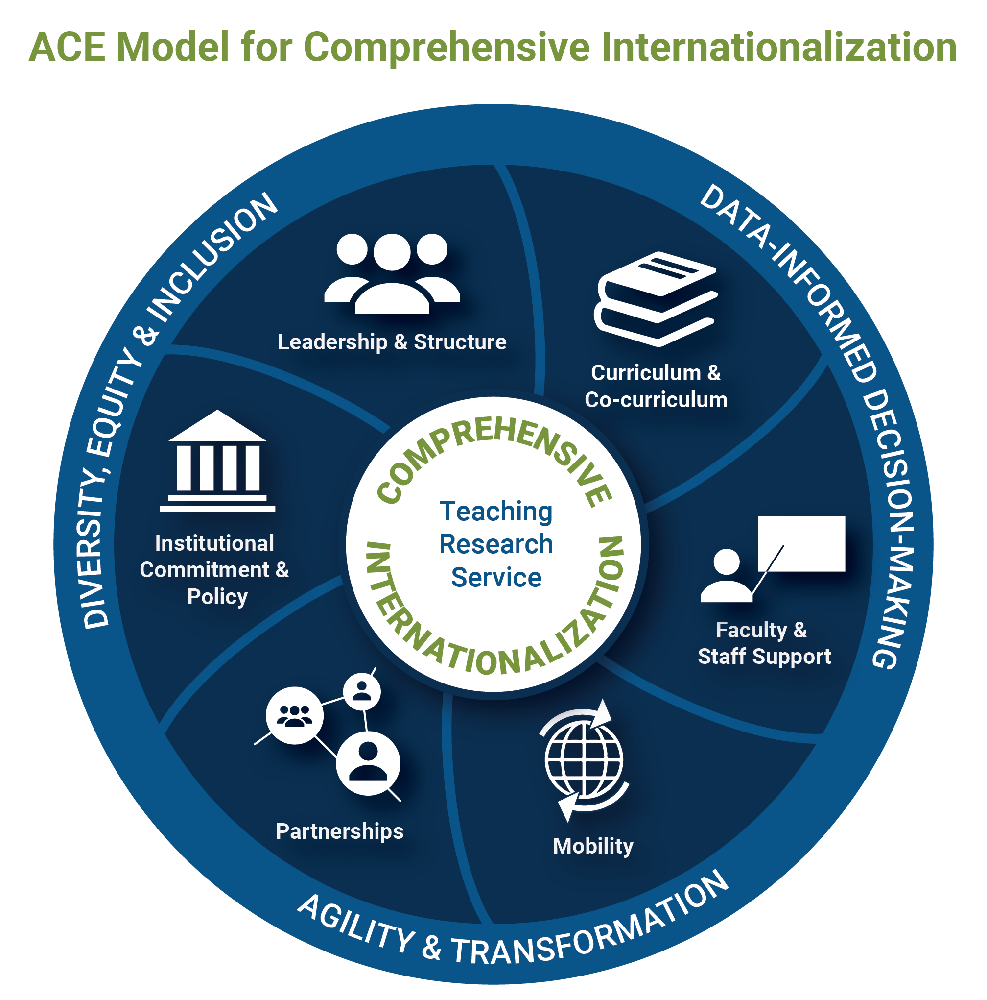 ACE Model for Comprehensive Internationalization
DIVERSITY, EQUITY & INCLUSION
DATA-INFORMED DECISION-MAKING
AGILITY & TRANSFORMATION
Leadership & Structure
Curriculum &
Co-curriculum
Institutional
Commitment &
Policy
COMPREHENSIVE
Teaching
Research
Service
INTERNATIONALIZATION
Faculty &
Staff Support
Partnerships
Mobility